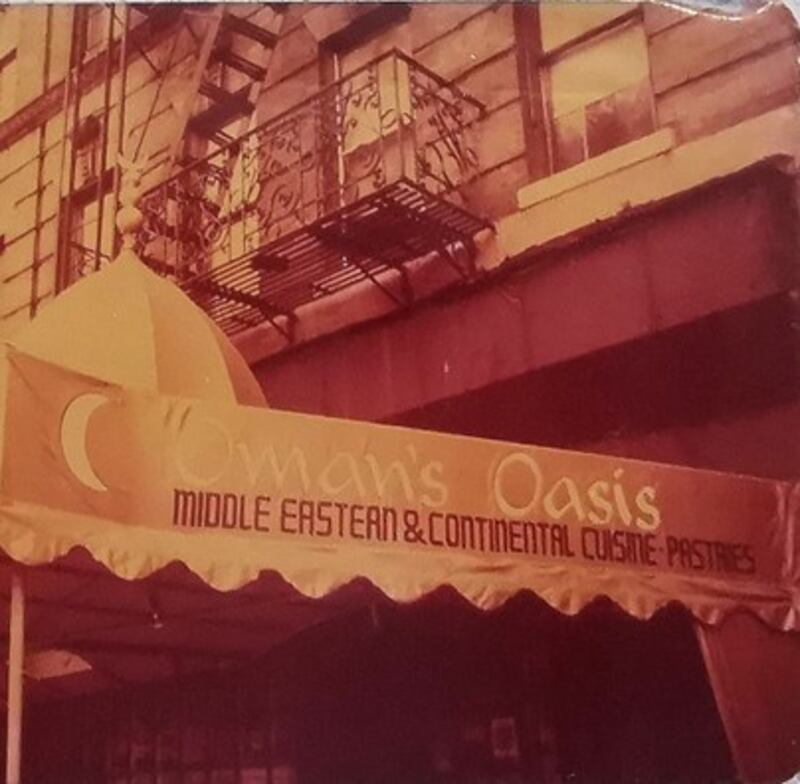 Oman's Oasis
MIDDLE EASTERN & CONTINENTAL CUISINE · PASTRIES